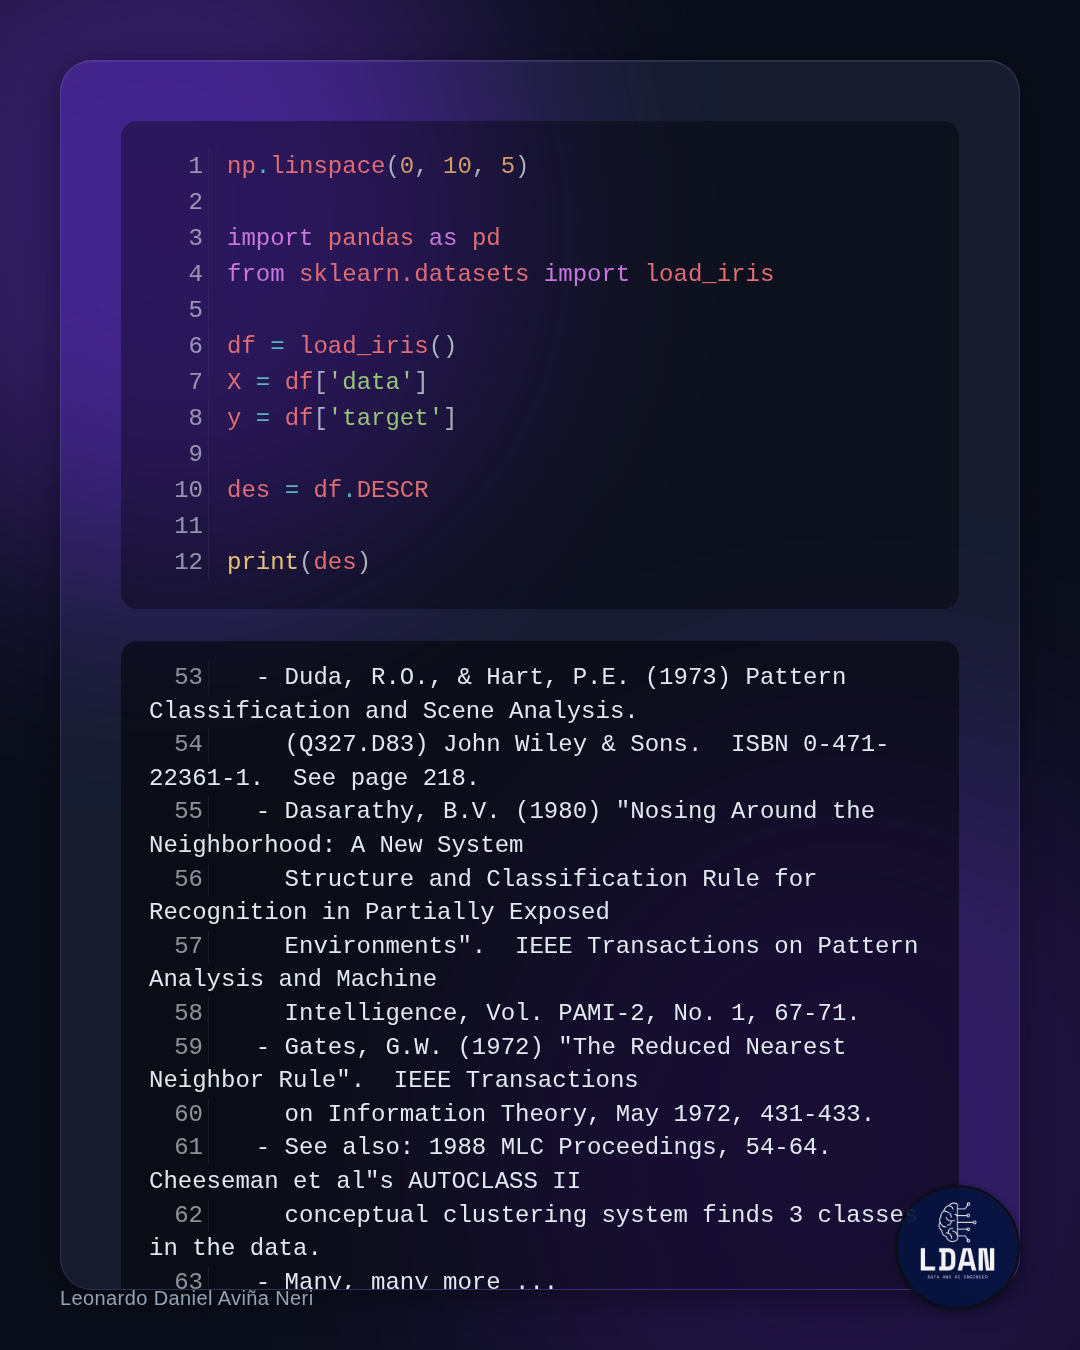 1 np.linspace(0, 10, 5)
2
3 import pandas as pd
4 from sklearn.datasets import load_iris
5
6 df = load_iris()
7 X = df['data']
8 y = df['target']
9
10 des = df.DESCR
11
12 print(des)
53 - Duda, R.O., & Hart, P.E. (1973) Pattern
Classification and Scene Analysis.
54 (Q327.D83) John Wiley & Sons.  ISBN 0-471-
22361-1.  See page 218.
55 - Dasarathy, B.V. (1980) "Nosing Around the
Neighborhood: A New System
56 Structure and Classification Rule for
Recognition in Partially Exposed
57 Environments".  IEEE Transactions on Pattern
Analysis and Machine
58 Intelligence, Vol. PAMI-2, No. 1, 67-71.
59 - Gates, G.W. (1972) "The Reduced Nearest
Neighbor Rule".  IEEE Transactions
60 on Information Theory, May 1972, 431-433.
61 - See also: 1988 MLC Proceedings, 54-64.
Cheeseman et al"s AUTOCLASS II
62 conceptual clustering system finds 3 classes
in the data.
63 - Many, many more ...
Leonardo Daniel Aviña Neri
LDAN
DATA AND AI ENGINEER